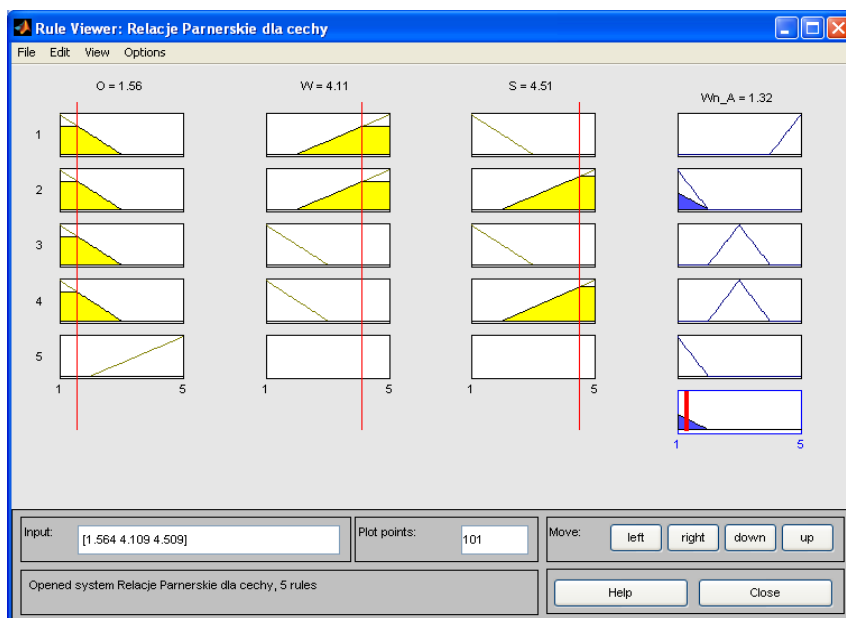 Rule Viewer: Relacje Parnerskie dla cechy
File Edit View Options
O = 1.56 W = 4.11 S = 4.51 Wn_A = 1.32
1
2
3
4
5
1 5 1 5 1 5
1 5
Input: [1.564 4.109 4.509] Plot points: 101 Move: left right down up
Opened system Relacje Parnerskie dla cechy, 5 rules Help Close